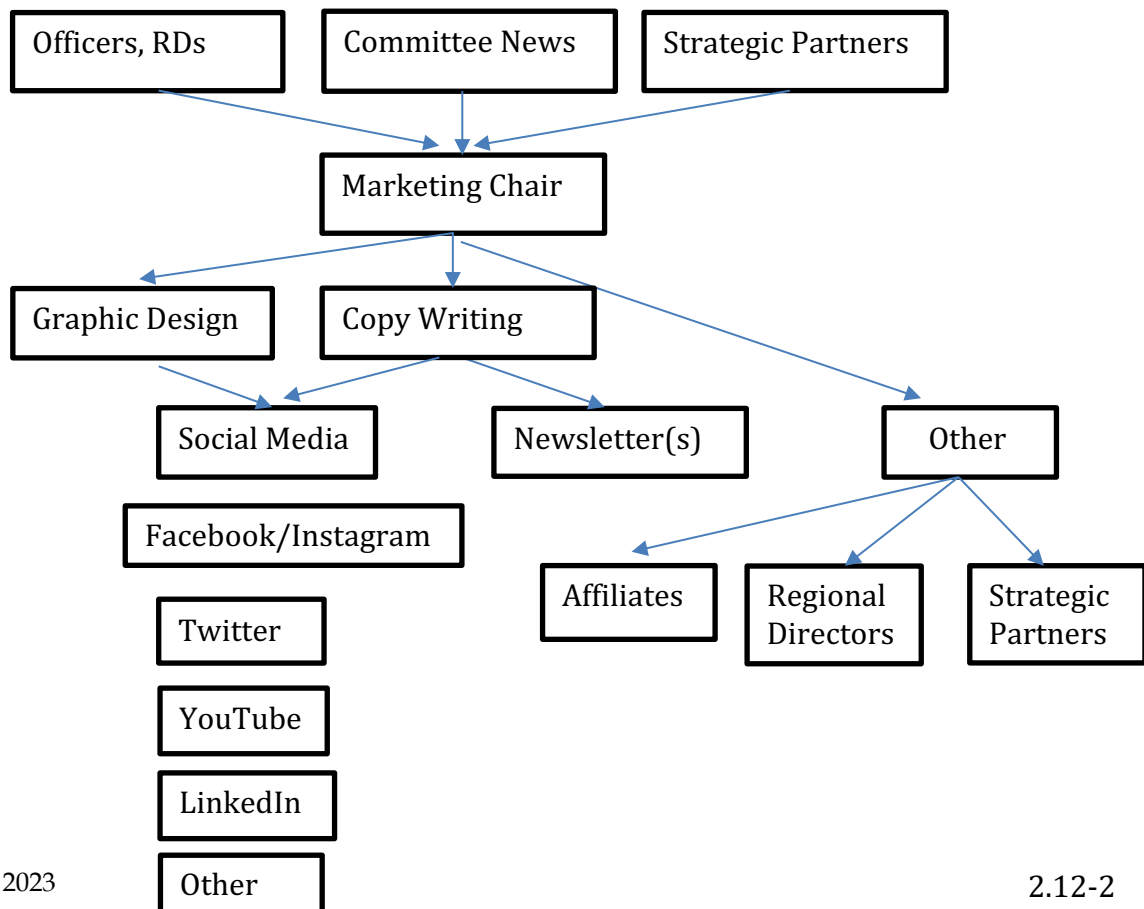 Officers, RDs
Committee News
Strategic Partners
Marketing Chair
Graphic Design
Copy Writing
Social Media
Newsletter(s)
Other
Facebook/Instagram
Affiliates
Regional
Directors
Strategic
Partners
Twitter
YouTube
LinkedIn
Other
2023
2.12-2